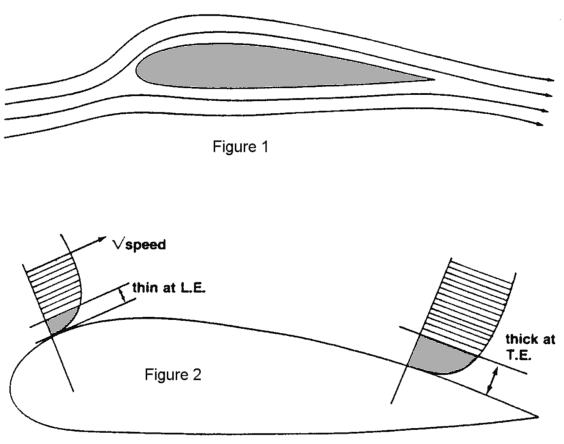 Figure 1
√speed
thin at L.E.
thick at
T.E.
Figure 2